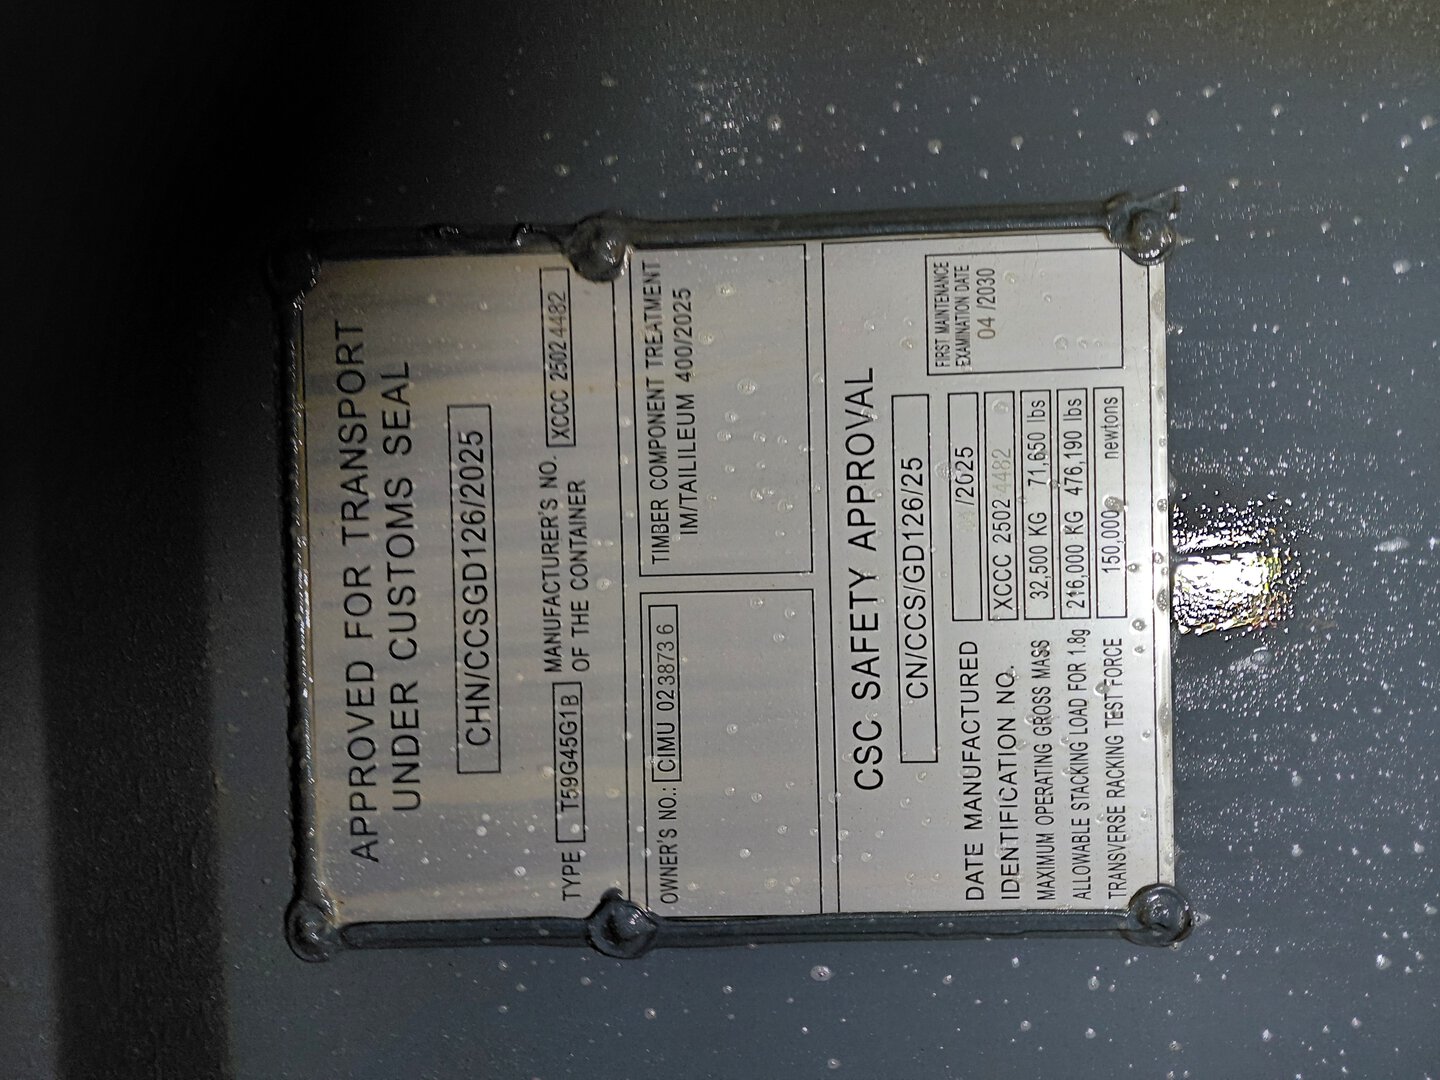 APPROVED FOR TRANSPORT
UNDER CUSTOMS SEAL
CHN/CCSGD126/2025
TYPE T59G45G1B MANUFACTURER'S NO. OF THE CONTAINER XCCC 2502 4482
OWNER'S NO.: CIMU 023873 6
TIMBER COMPONENT TREATMENT
IM/TAILILEUM 400/2025
CSC SAFETY APPROVAL
CN/CCS/GD126/25
DATE MANUFACTURED /2025
IDENTIFICATION NO. XCCC 2502 4482
MAXIMUM OPERATING GROSS MASS 32,500 KG 71,650 lbs
ALLOWABLE STACKING LOAD FOR 1.8g 216,000 KG 476,190 lbs
TRANSVERSE RACKING TEST FORCE 150,000 newtons
FIRST MAINTENANCE
EXAMINATION DATE
04 /2030